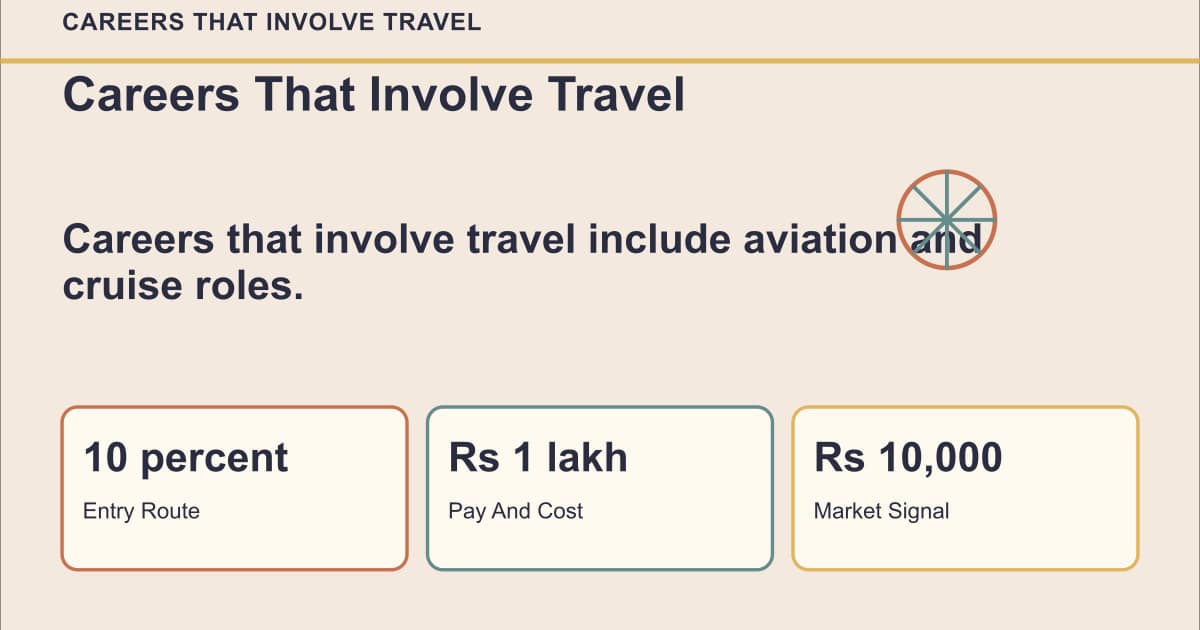 CAREERS THAT INVOLVE TRAVEL
Careers That Involve Travel
Careers that involve travel include aviation and
cruise roles.
10 percent
Entry Route
Rs 1 lakh
Pay And Cost
Rs 10,000
Market Signal